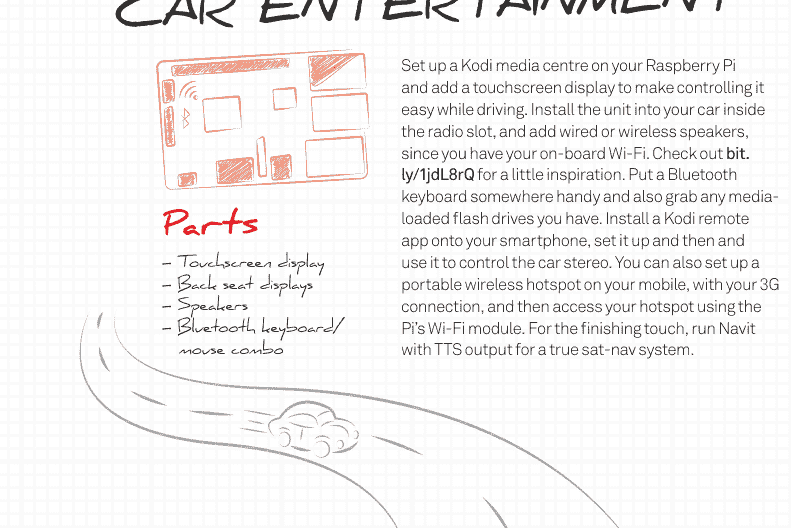 CAR ENTERTAINMENT
Set up a Kodi media centre on your Raspberry Pi
and add a touchscreen display to make controlling it
easy while driving. Install the unit into your car inside
the radio slot, and add wired or wireless speakers,
since you have your on-board Wi-Fi. Check out bit.
ly/1jdL8rQ for a little inspiration. Put a Bluetooth
keyboard somewhere handy and also grab any media-
loaded flash drives you have. Install a Kodi remote
app onto your smartphone, set it up and then and
use it to control the car stereo. You can also set up a
portable wireless hotspot on your mobile, with your 3G
connection, and then access your hotspot using the
Pi's Wi-Fi module. For the finishing touch, run Navit
with TTS output for a true sat-nav system.
Parts
– Touchscreen display
– Back seat displays
– Speakers
– Bluetooth keyboard/
mouse combo